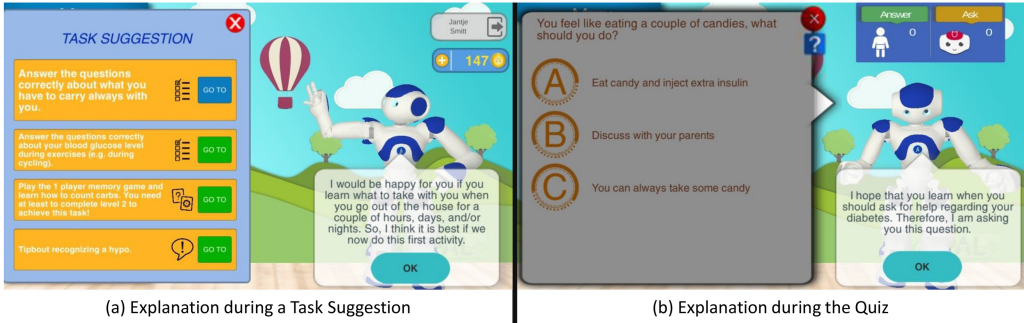 TASK SUGGESTION
Answer the questions
correctly about what you
have to carry always with
you.
GO TO
Answer the questions correctly
about your blood glucose level
during exercises (e.g. during
cycling).
GO TO
Play the 1 player memory game and
learn how to count carbs. You need
at least to complete level 2 to
achieve this task!
GO TO
Tipbout recognizing a hypo.
GO TO
Jantje
Smitt
147
I would be happy for you if you
learn what to take with you when
you go out of the house for a
couple of hours, days, and/or
nights. So, I think it is best if we
now do this first activity.
OK
(a) Explanation during a Task Suggestion
You feel like eating a couple of candies, what
should you do?
A
Eat candy and inject extra insulin
B
Discuss with your parents
C
You can always take some candy
?
Answer
0
Ask
0
I hope that you learn when you
should ask for help regarding your
diabetes. Therefore, I am asking
you this question.
OK
(b) Explanation during the Quiz